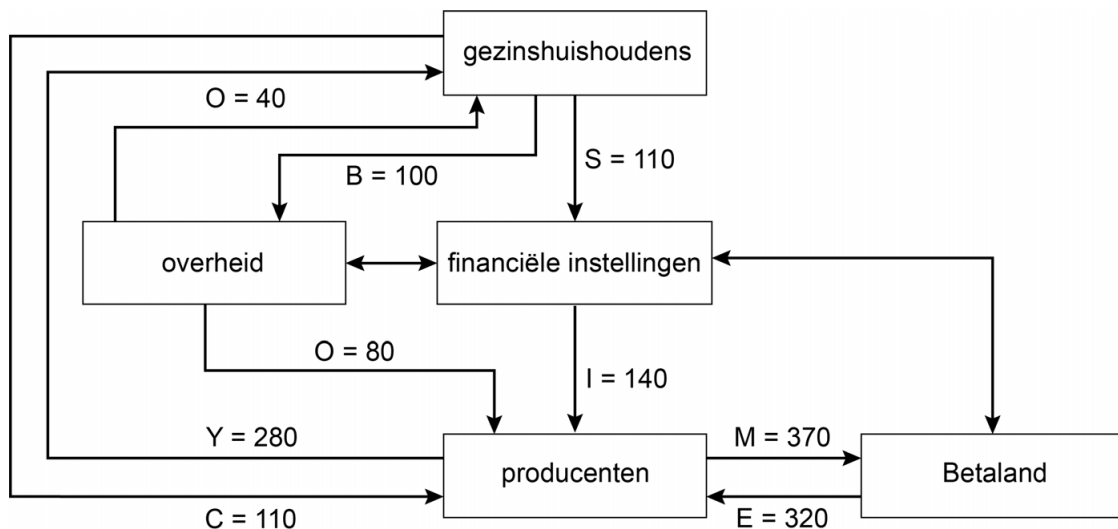 gezinshuishoudens
O = 40
B = 100
S = 110
overheid
financiële instellingen
O = 80
I = 140
Y = 280
M = 370
producenten
Betaland
C = 110
E = 320